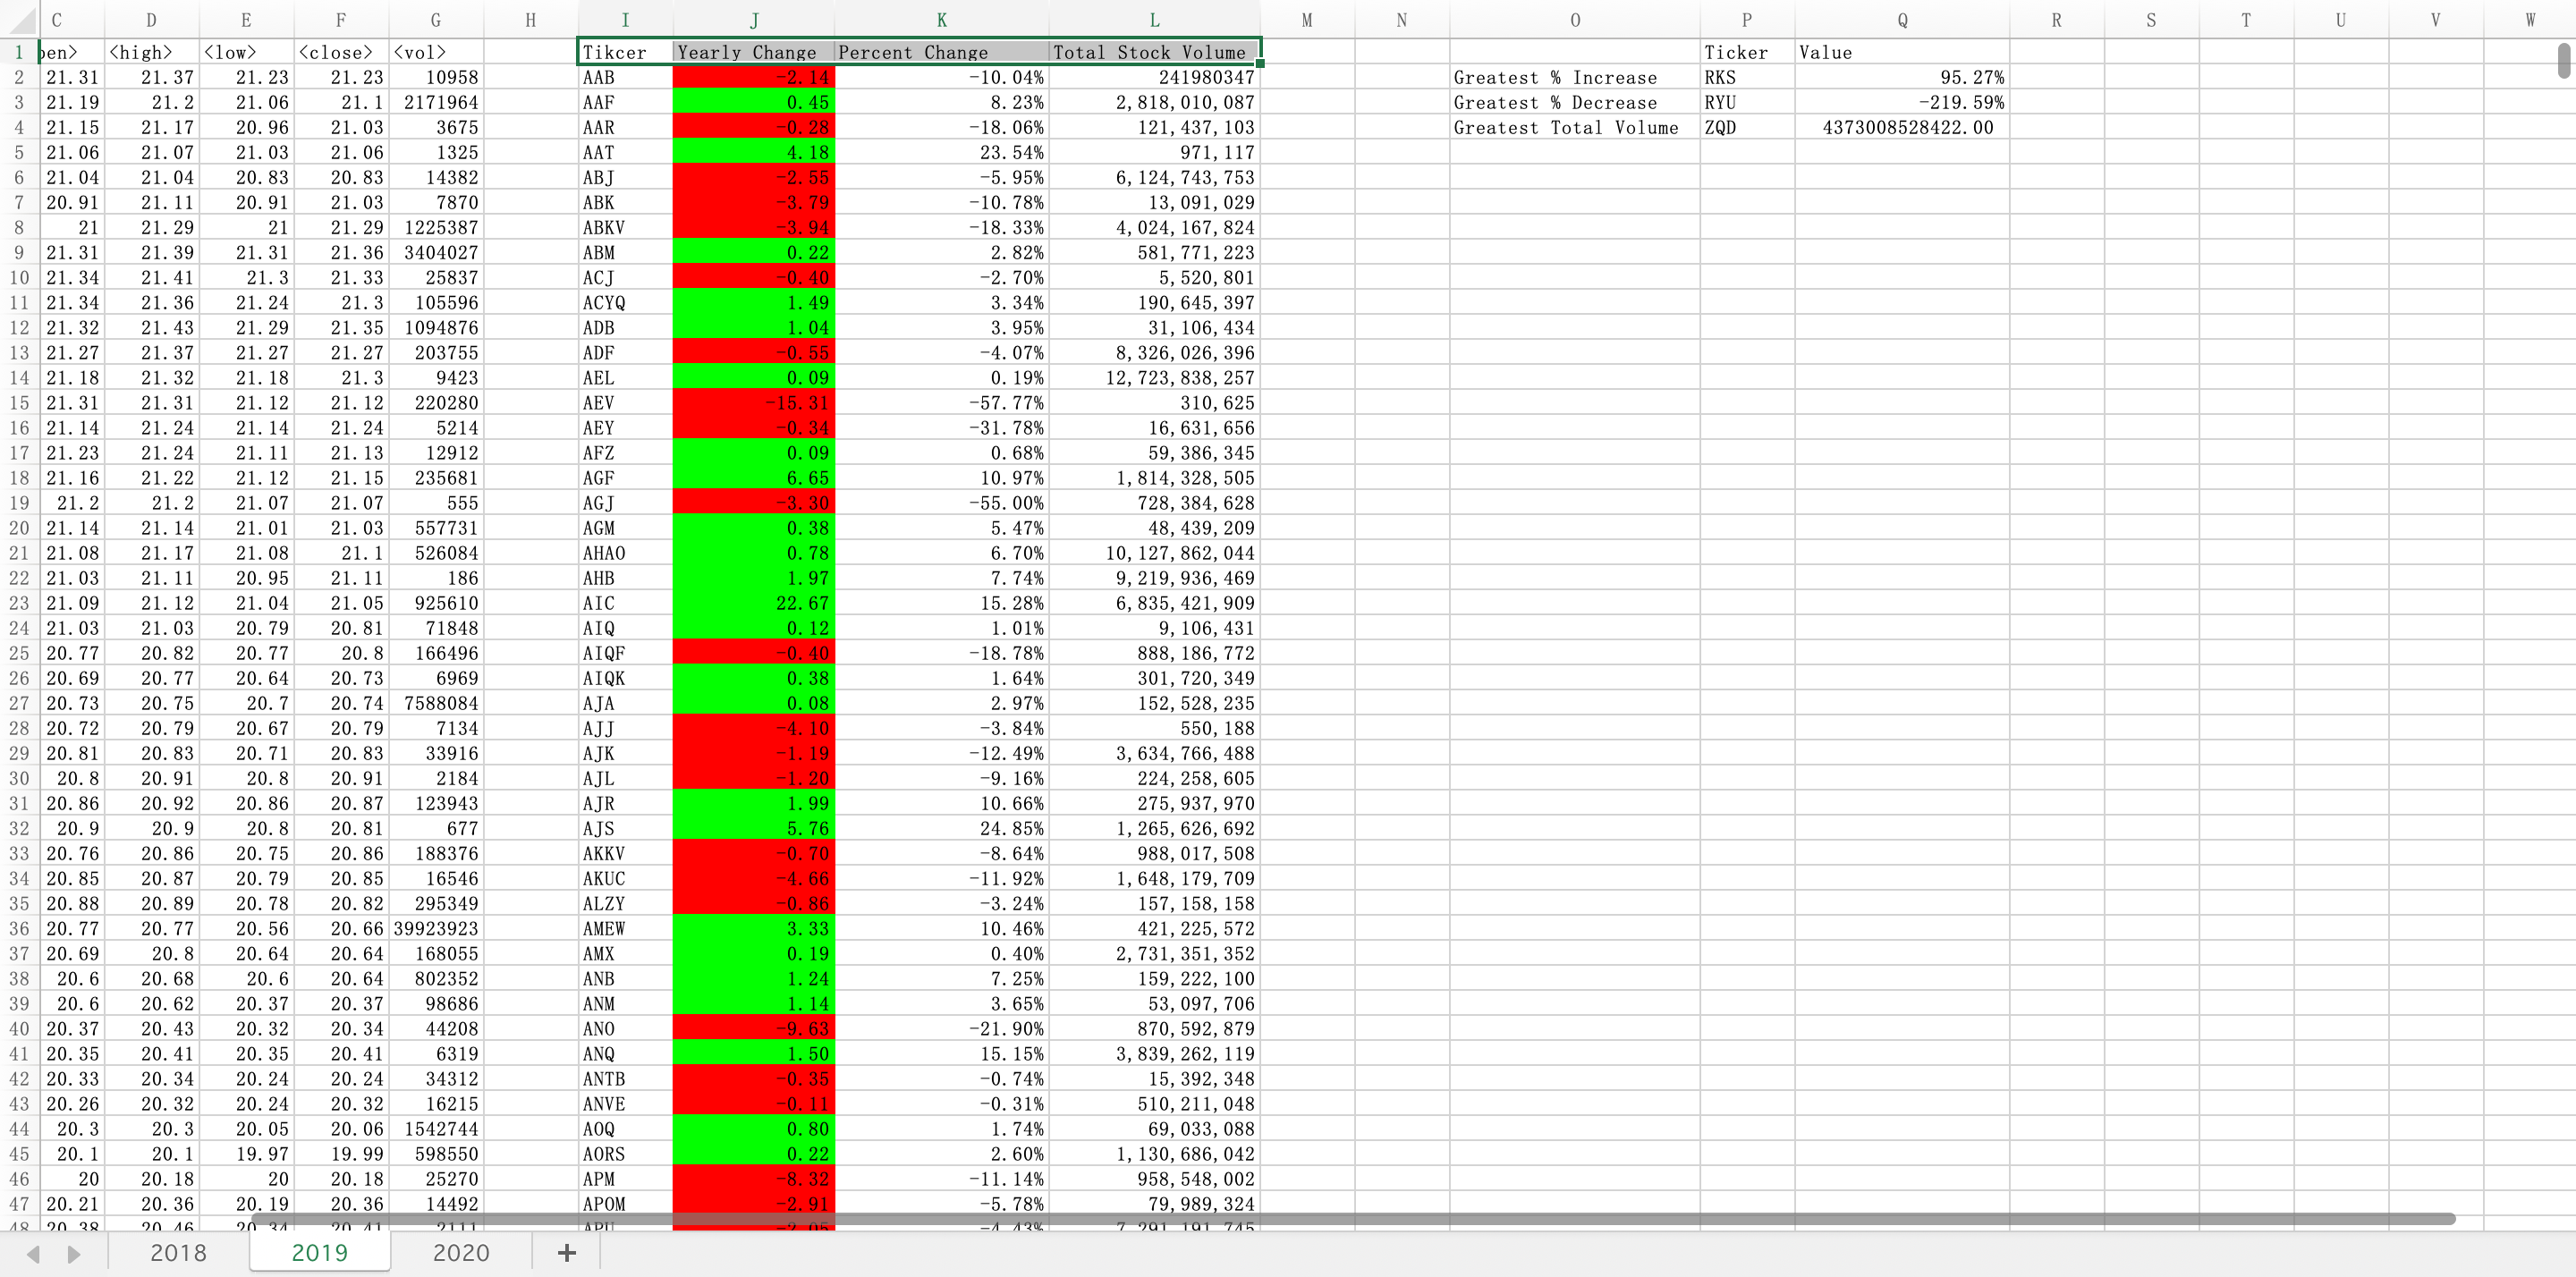 C D E F G H I J K L M N O P Q R S T U V W
1 pen> <high> <low> <close> <vol> Tikcer Yearly Change Percent Change Total Stock Volume Ticker Value
2 21.31 21.37 21.23 21.23 10958 AAB -2.14 -10.04% 241980347 Greatest % Increase RKS 95.27%
3 21.19 21.2 21.06 21.1 2171964 AAF 0.45 8.23% 2,818,010,087 Greatest % Decrease RYU -219.59%
4 21.15 21.17 20.96 21.03 3675 AAR -0.28 -18.06% 121,437,103 Greatest Total Volume ZQD 4373008528422.00
5 21.06 21.07 21.03 21.06 1325 AAT 4.18 23.54% 971,117
6 21.04 21.04 20.83 20.83 14382 ABJ -2.55 -5.95% 6,124,743,753
7 20.91 21.11 20.91 21.03 7870 ABK -3.79 -10.78% 13,091,029
8 21 21.29 21 21.29 1225387 ABKV -3.94 -18.33% 4,024,167,824
9 21.31 21.39 21.31 21.36 3404027 ABM 0.22 2.82% 581,771,223
10 21.34 21.41 21.3 21.33 25837 ACJ -0.40 -2.70% 5,520,801
11 21.34 21.36 21.24 21.3 105596 ACYQ 1.49 3.34% 190,645,397
12 21.32 21.43 21.29 21.35 1094876 ADB 1.04 3.95% 31,106,434
13 21.27 21.37 21.27 21.27 203755 ADF -0.55 -4.07% 8,326,026,396
14 21.18 21.32 21.18 21.3 9423 AEL 0.09 0.19% 12,723,838,257
15 21.31 21.31 21.12 21.12 220280 AEV -15.31 -57.77% 310,625
16 21.14 21.24 21.14 21.24 5214 AEY -0.34 -31.78% 16,631,656
17 21.23 21.24 21.11 21.13 12912 AFZ 0.09 0.68% 59,386,345
18 21.16 21.22 21.12 21.15 235681 AGF 6.65 10.97% 1,814,328,505
19 21.2 21.2 21.07 21.07 555 AGJ -3.30 -55.00% 728,384,628
20 21.14 21.14 21.01 21.03 557731 AGM 0.38 5.47% 48,439,209
21 21.08 21.17 21.08 21.1 526084 AHAO 0.78 6.70% 10,127,862,044
22 21.03 21.11 20.95 21.11 186 AHB 1.97 7.74% 9,219,936,469
23 21.09 21.12 21.04 21.05 925610 AIC 22.67 15.28% 6,835,421,909
24 21.03 21.03 20.79 20.81 71848 AIQ 0.12 1.01% 9,106,431
25 20.77 20.82 20.77 20.8 166496 AIQF -0.40 -18.78% 888,186,772
26 20.69 20.77 20.64 20.73 6969 AIQK 0.38 1.64% 301,720,349
27 20.73 20.75 20.7 20.74 7588084 AJA 0.08 2.97% 152,528,235
28 20.72 20.79 20.67 20.79 7134 AJJ -4.10 -3.84% 550,188
29 20.81 20.83 20.71 20.83 33916 AJK -1.19 -12.49% 3,634,766,488
30 20.8 20.91 20.8 20.91 2184 AJL -1.20 -9.16% 224,258,605
31 20.86 20.92 20.86 20.87 123943 AJR 1.99 10.66% 275,937,970
32 20.9 20.9 20.8 20.81 677 AJS 5.76 24.85% 1,265,626,692
33 20.76 20.86 20.75 20.86 188376 AKKV -0.70 -8.64% 988,017,508
34 20.85 20.87 20.79 20.85 16546 AKUC -4.66 -11.92% 1,648,179,709
35 20.88 20.89 20.78 20.82 295349 ALZY -0.86 -3.24% 157,158,158
36 20.77 20.77 20.56 20.66 39923923 AMEW 3.33 10.46% 421,225,572
37 20.69 20.8 20.64 20.64 168055 AMX 0.19 0.40% 2,731,351,352
38 20.6 20.68 20.6 20.64 802352 ANB 1.24 7.25% 159,222,100
39 20.6 20.62 20.37 20.37 98686 ANM 1.14 3.65% 53,097,706
40 20.37 20.43 20.32 20.34 44208 ANO -9.63 -21.90% 870,592,879
41 20.35 20.41 20.35 20.41 6319 ANQ 1.50 15.15% 3,839,262,119
42 20.33 20.34 20.24 20.24 34312 ANTB -0.35 -0.74% 15,392,348
43 20.26 20.32 20.24 20.32 16215 ANVE -0.11 -0.31% 510,211,048
44 20.3 20.3 20.05 20.06 1542744 AOQ 0.80 1.74% 69,033,088
45 20.1 20.1 19.97 19.99 598550 AORS 0.22 2.60% 1,130,686,042
46 20 20.18 20 20.18 25270 APM -8.32 -11.14% 958,548,002
47 20.21 20.36 20.19 20.36 14492 APOM -2.91 -5.78% 79,989,324
48 20.38 20.46 20.34 20.41
2018 2019 2020 +